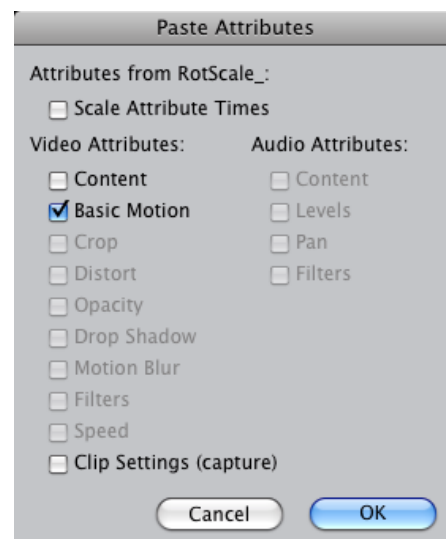 Paste Attributes
Attributes from RotScale_:
Scale Attribute Times
Video Attributes: Audio Attributes:
Content Content
Basic Motion Levels
Crop Pan
Distort Filters
Opacity
Drop Shadow
Motion Blur
Filters
Speed
Clip Settings (capture)
Cancel OK